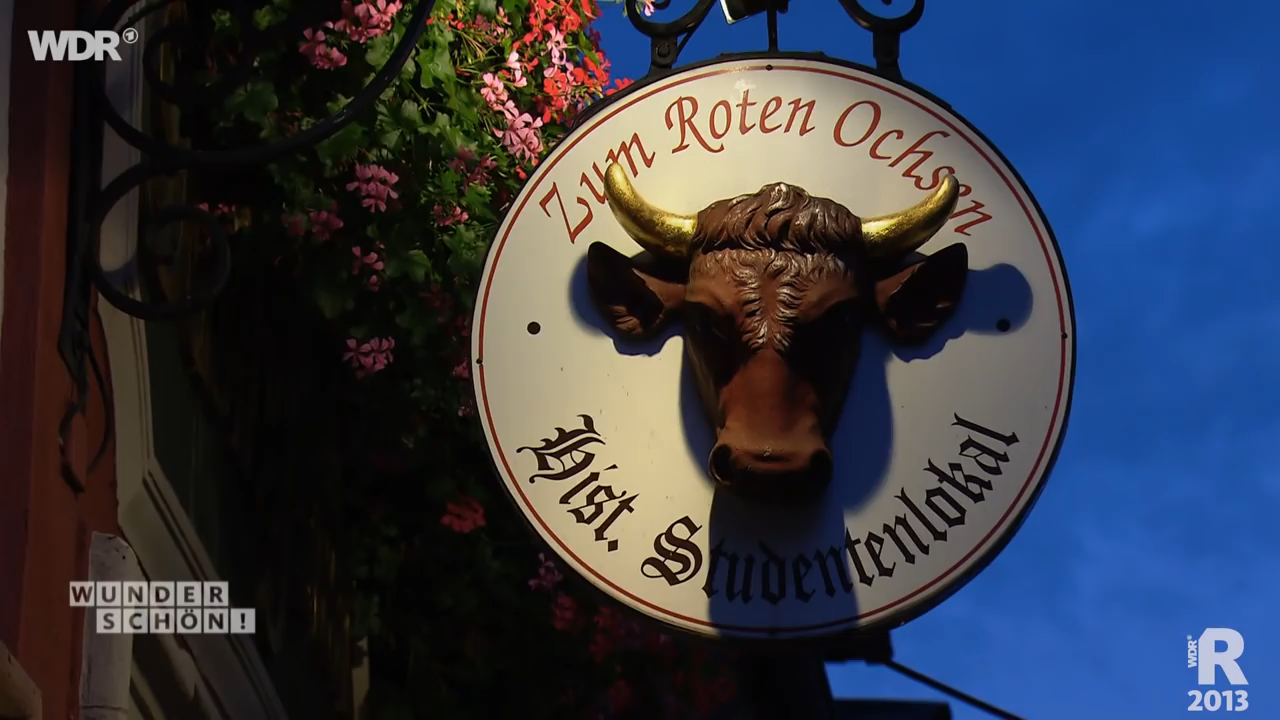 WDR
Zum Roten Ochsen
Hist. Studentenlokal
WUNDER
SCHÖN!
WDR
R
2013